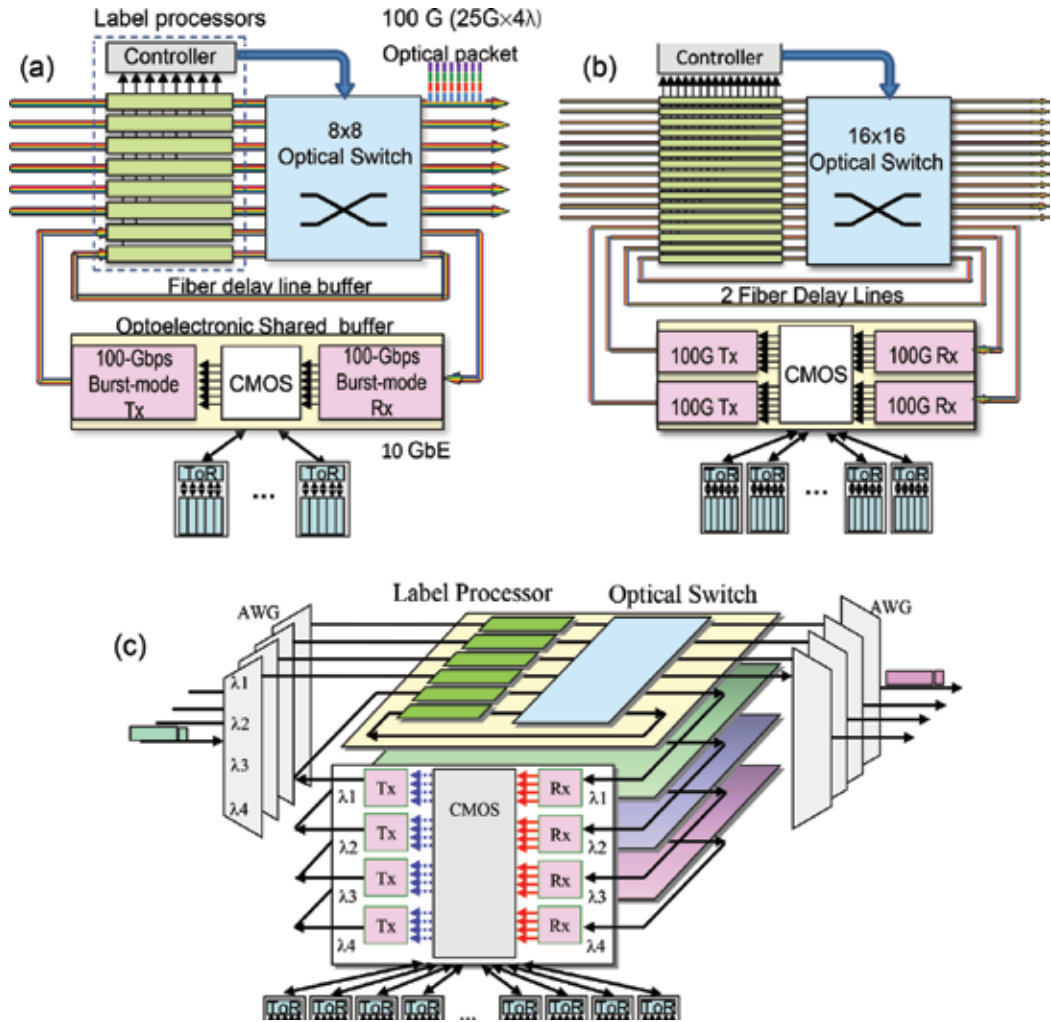 (a)
Label processors
Controller
100 G (25G×4λ)
Optical packet
8x8
Optical Switch
Fiber delay line buffer
Optoelectronic Shared buffer
100-Gbps
Burst-mode
Tx
CMOS
100-Gbps
Burst-mode
Rx
10 GbE
ToR
...
ToR
(b)
Controller
16x16
Optical Switch
2 Fiber Delay Lines
100G Tx
100G Tx
CMOS
100G Rx
100G Rx
ToR
ToR
...
ToR
ToR
(c)
Label Processor
Optical Switch
AWG
AWG
λ1
λ2
λ3
λ4
λ1
Tx
λ2
Tx
λ3
Tx
λ4
Tx
CMOS
Rx
λ1
Rx
λ2
Rx
λ3
Rx
λ4
ToR
ToR
ToR
ToR
...
ToR
ToR
ToR
ToR